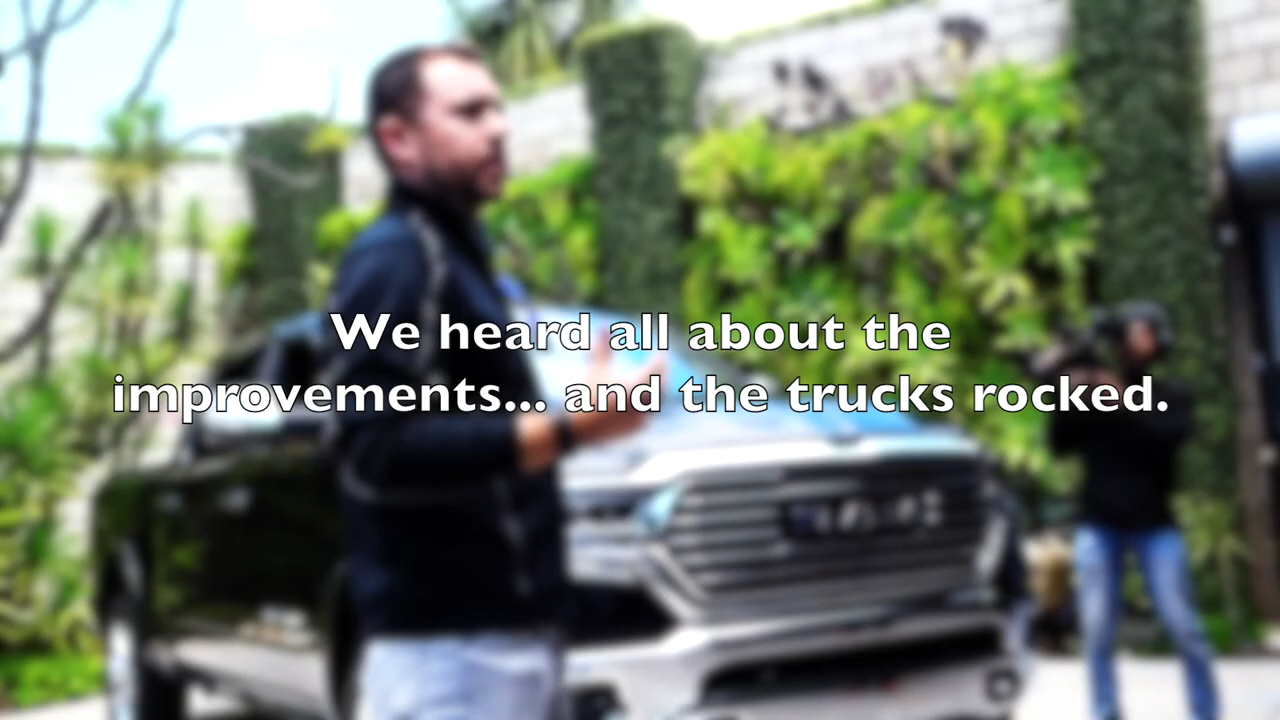 We heard all about the
improvements... and the trucks rocked.